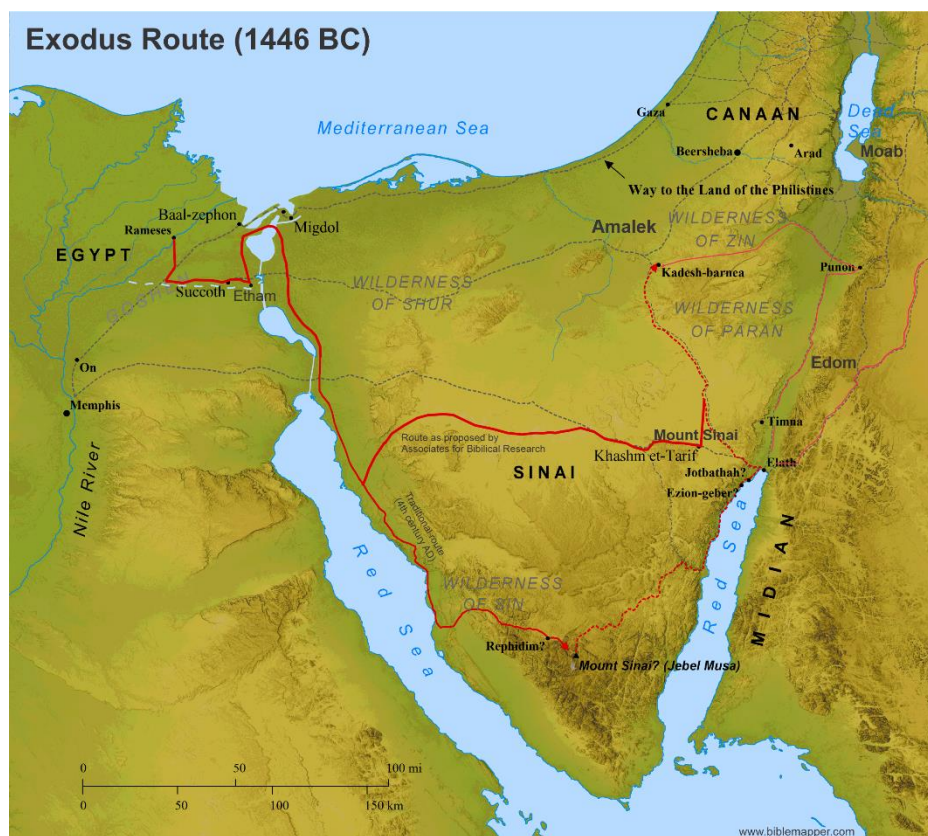 Exodus Route (1446 BC)
Mediterranean Sea
Gaza
CANAAN
Dead
Sea
Beersheba
Arad
Moab
Way to the Land of the Philistines
Baal-zephon
Migdol
Rameses
Amalek
WILDERNESS
OF ZIN
EGYPT
Kadesh-barnea
Punon
GOSHEN
Succoth
Etham
WILDERNESS
OF SHUR
WILDERNESS
OF PARAN
On
Edom
Memphis
Timna
Route as proposed by
Associates for Biblical Research
Mount Sinai
Khashm et-Tarif
SINAI
Jotbathah?
Elath
Ezion-geber?
Nile River
Traditional route
(4th century AD)
Red Sea
Red Sea
MIDIAN
WILDERNESS
OF SIN
Rephidim?
Mount Sinai? (Jebel Musa)
0 50 100 mi
0 50 100 150 km
www.biblemapper.com